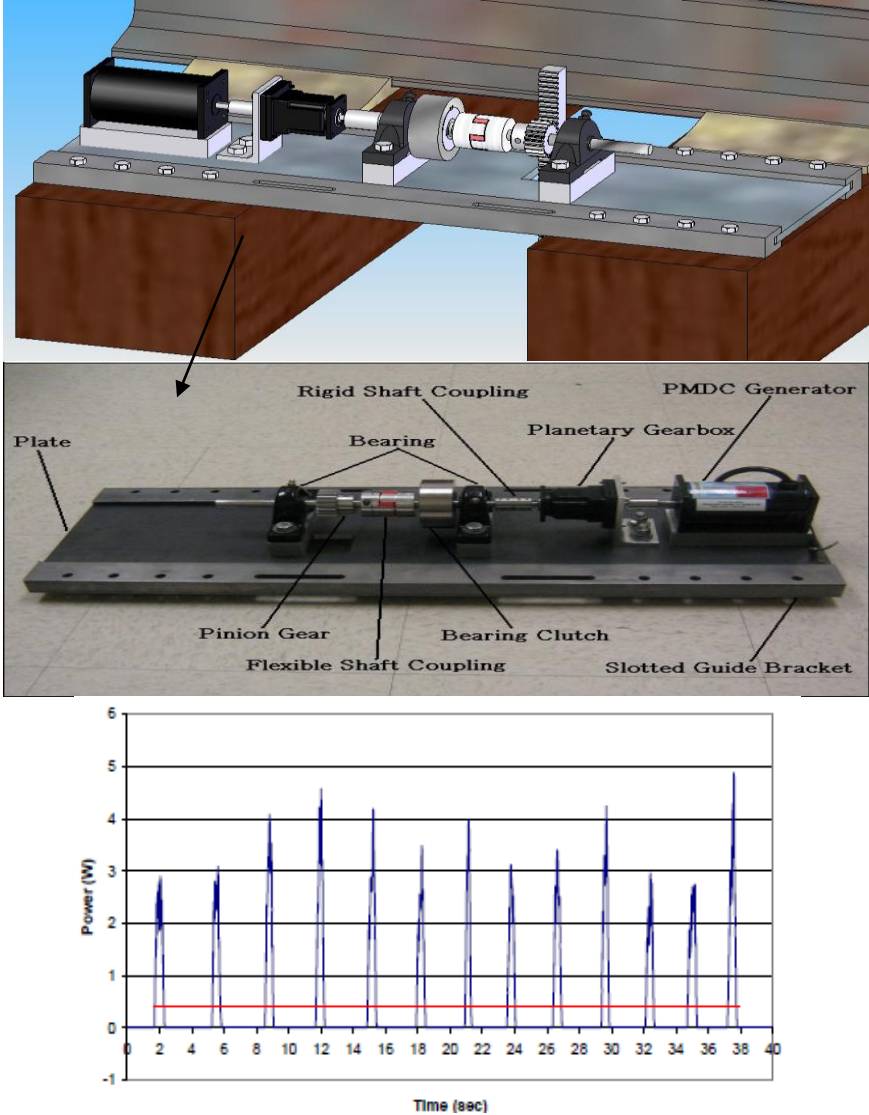 Rigid Shaft Coupling
PMDC Generator
Planetary Gearbox
Plate
Bearing
Pinion Gear
Bearing Clutch
Flexible Shaft Coupling
Slotted Guide Bracket
6
5
4
3
2
1
0
-1
Power (W)
0 2 4 6 8 10 12 14 16 18 20 22 24 26 28 30 32 34 36 38 40
Time (sec)